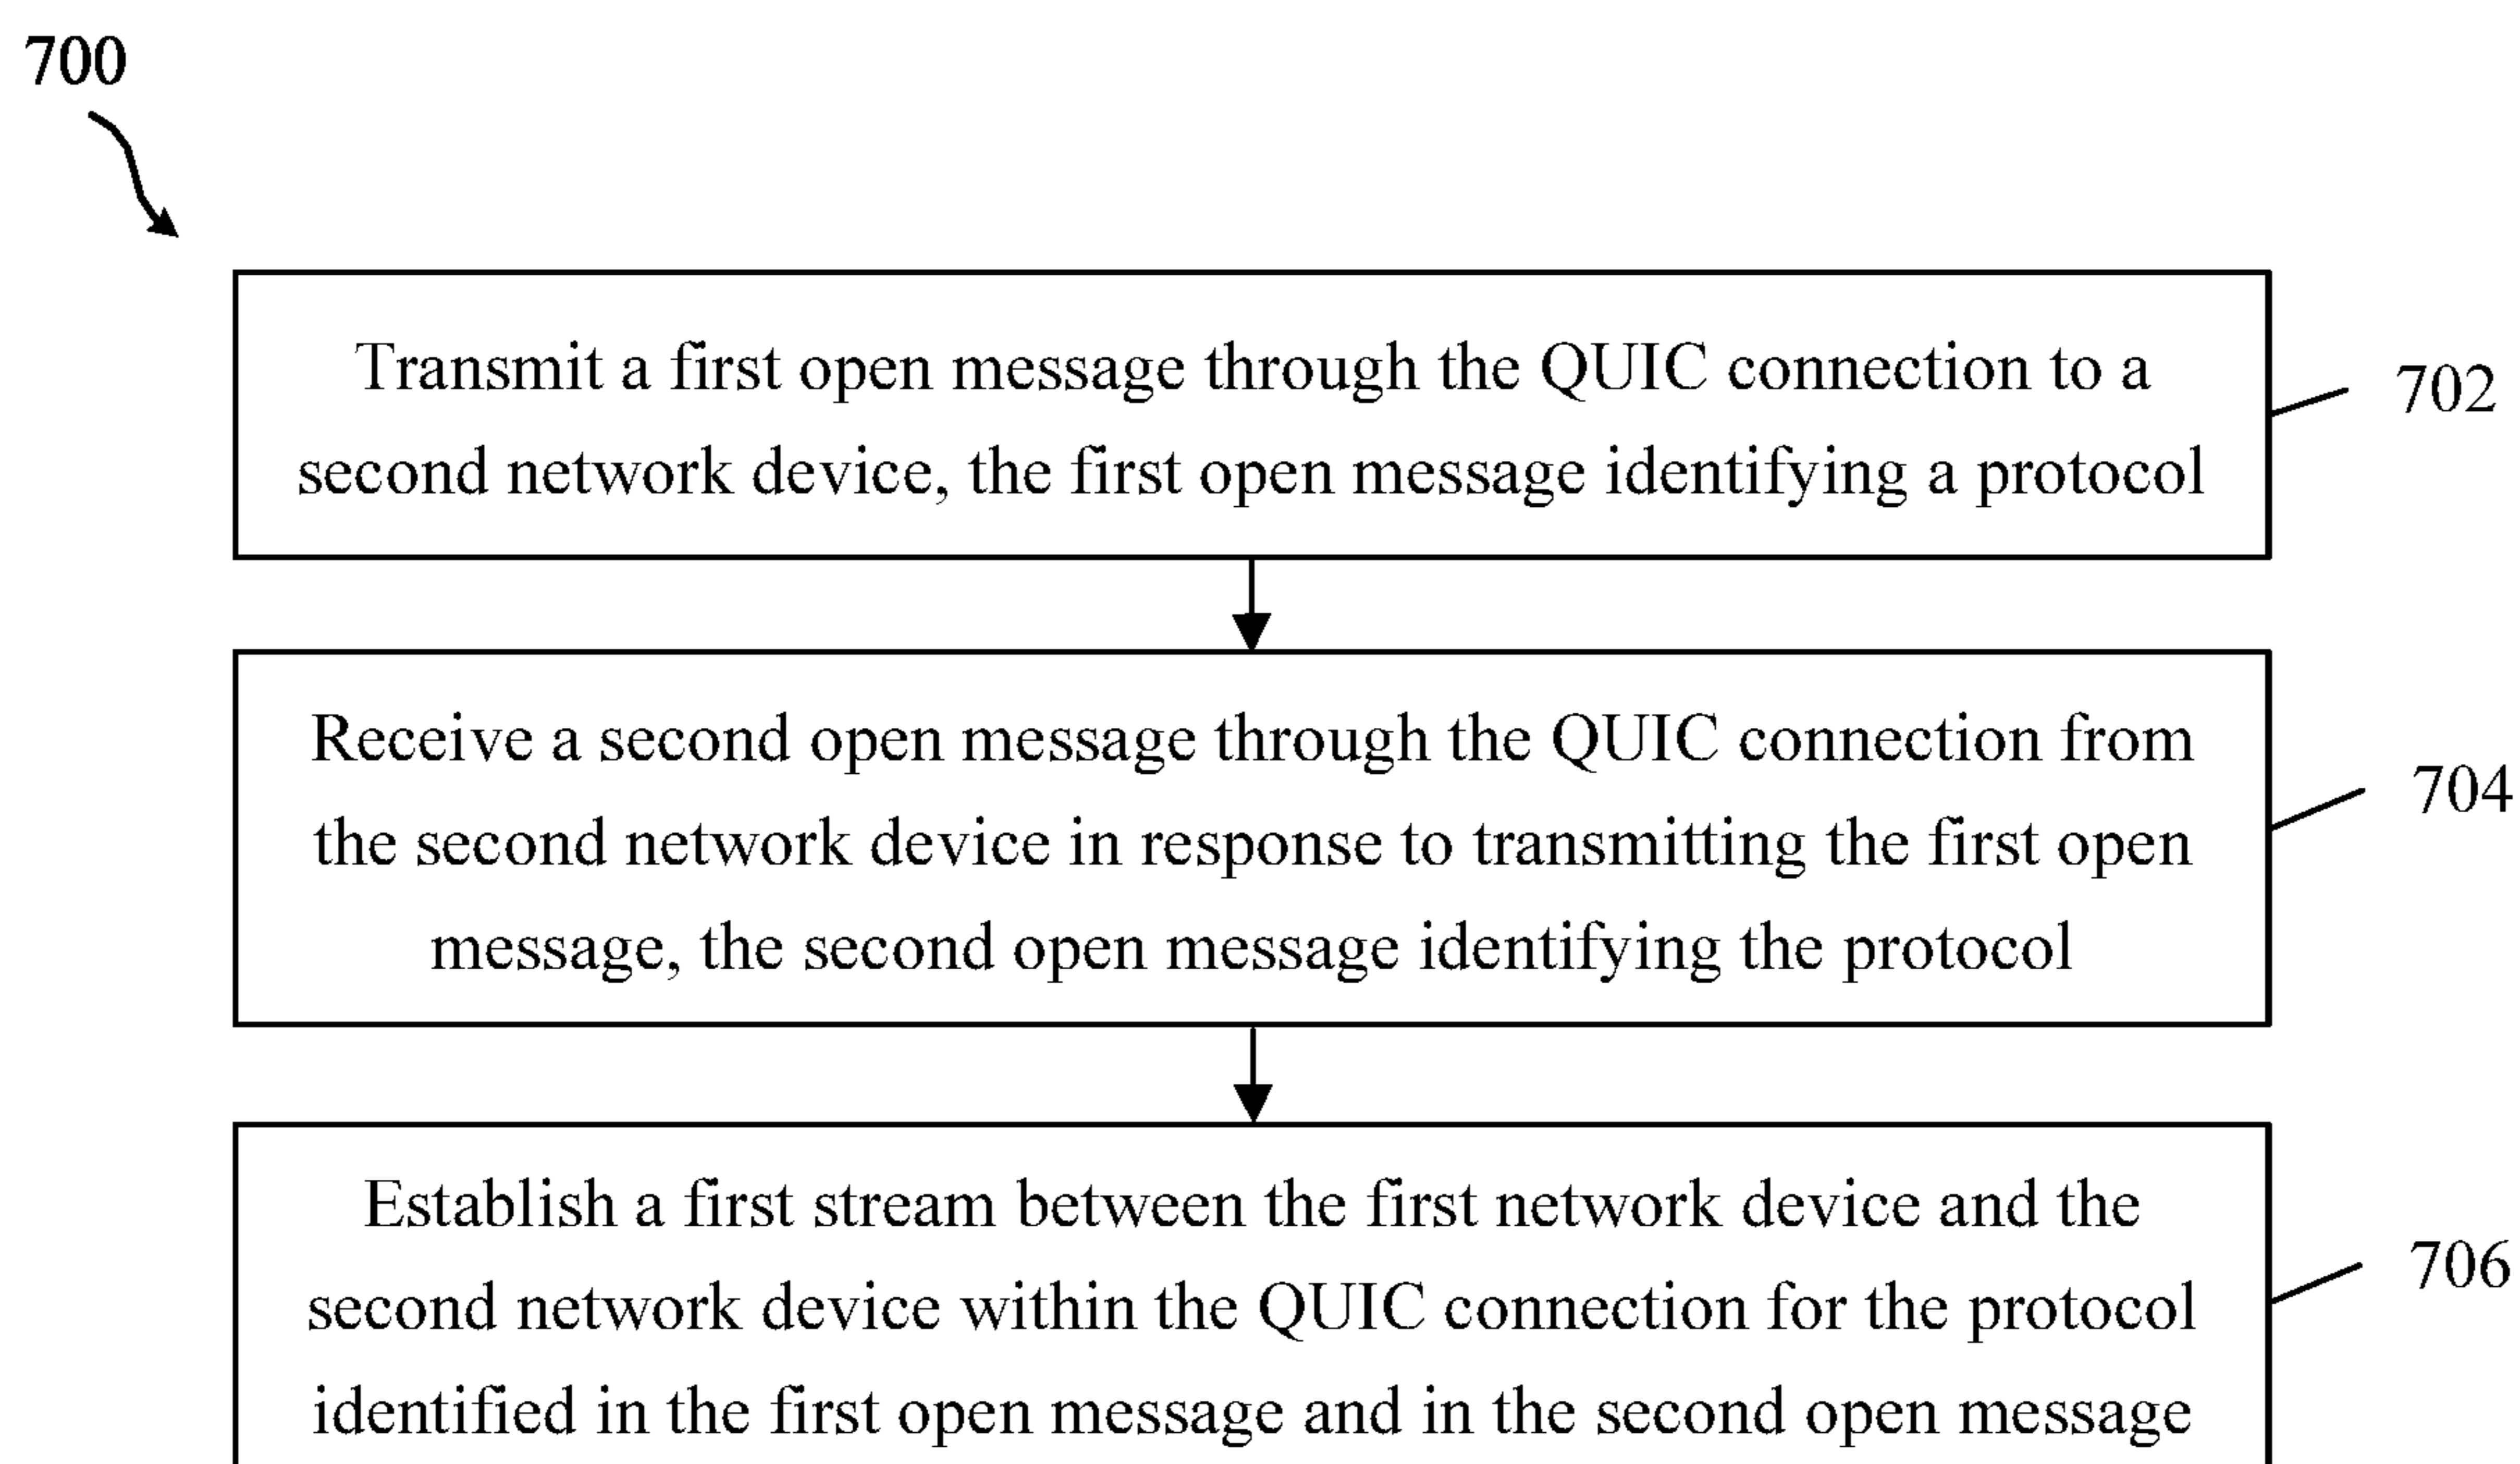 700
Transmit a first open message through the QUIC connection to a
second network device, the first open message identifying a protocol
702
Receive a second open message through the QUIC connection from
the second network device in response to transmitting the first open
message, the second open message identifying the protocol
704
Establish a first stream between the first network device and the
second network device within the QUIC connection for the protocol
identified in the first open message and in the second open message
706